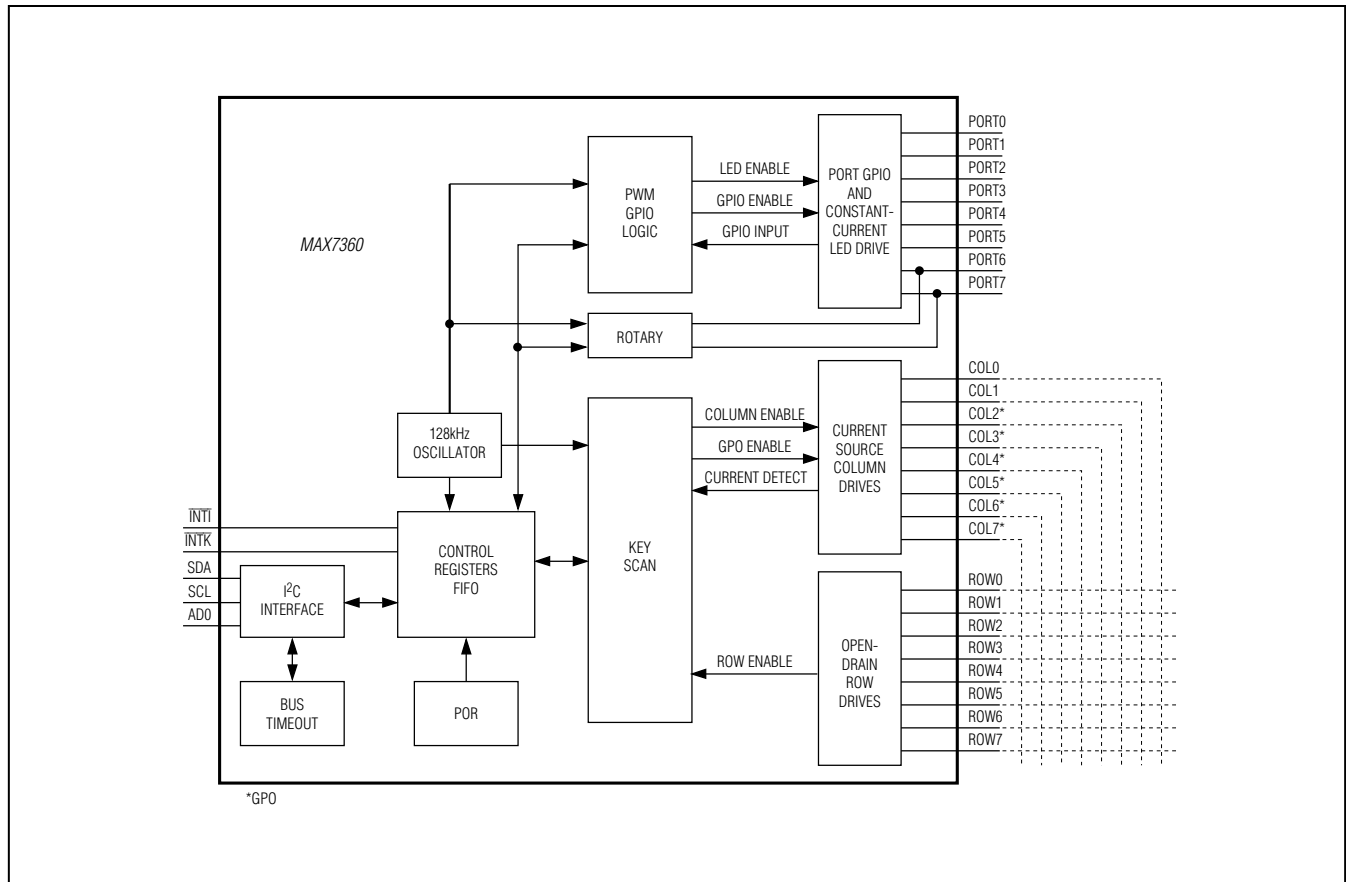 MAX7360
PWM
GPIO
LOGIC
LED ENABLE
GPIO ENABLE
GPIO INPUT
PORT GPIO
AND
CONSTANT-
CURRENT
LED DRIVE
PORT0
PORT1
PORT2
PORT3
PORT4
PORT5
PORT6
PORT7
ROTARY
128kHz
OSCILLATOR
COLUMN ENABLE
GPO ENABLE
CURRENT DETECT
CURRENT
SOURCE
COLUMN
DRIVES
COL0
COL1
COL2*
COL3*
COL4*
COL5*
COL6*
COL7*
INTI
INTK
SDA
SCL
AD0
I2C
INTERFACE
CONTROL
REGISTERS
FIFO
KEY
SCAN
BUS
TIMEOUT
POR
ROW ENABLE
OPEN-
DRAIN
ROW
DRIVES
ROW0
ROW1
ROW2
ROW3
ROW4
ROW5
ROW6
ROW7
*GPO